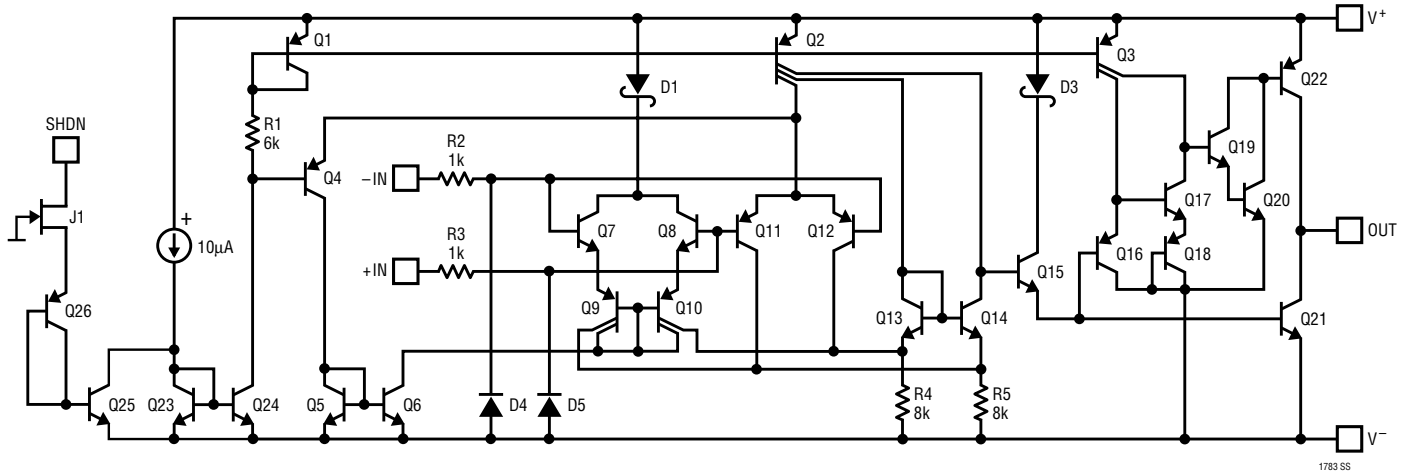 V+
Q1
Q2
Q3
D1
D3
Q22
SHDN
R1
6k
R2
1k
Q19
Q4
−IN
J1
+
10μA
Q7
Q8
Q11
Q12
Q17
Q20
R3
1k
+IN
Q16
Q18
OUT
Q15
Q26
Q9
Q10
Q13
Q14
Q21
Q25
Q23
Q24
Q5
Q6
D4
D5
R4
8k
R5
8k
V−
1783 SS